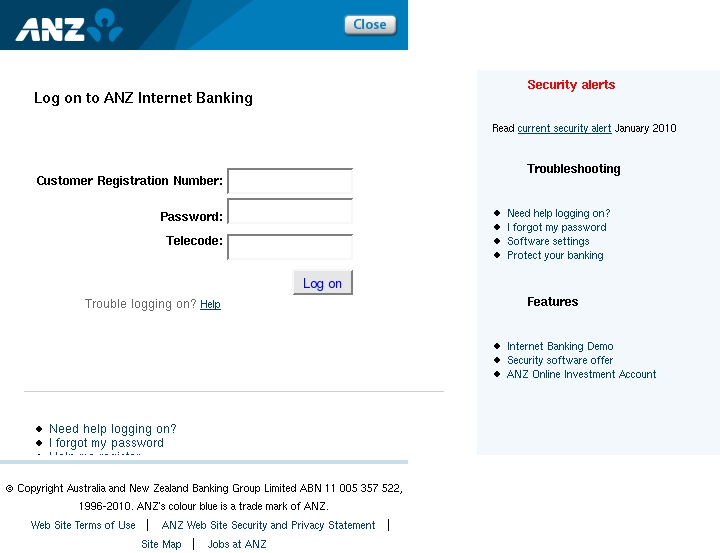 ANZ
Close
Log on to ANZ Internet Banking
Customer Registration Number:
Password:
Telecode:
Log on
Trouble logging on? Help
Need help logging on?
I forgot my password
Help me register
Security alerts
Read current security alert January 2010
Troubleshooting
Need help logging on?
I forgot my password
Software settings
Protect your banking
Features
Internet Banking Demo
Security software offer
ANZ Online Investment Account
© Copyright Australia and New Zealand Banking Group Limited ABN 11 005 357 522,
1996-2010. ANZ's colour blue is a trade mark of ANZ.
Web Site Terms of Use | ANZ Web Site Security and Privacy Statement |
Site Map | Jobs at ANZ